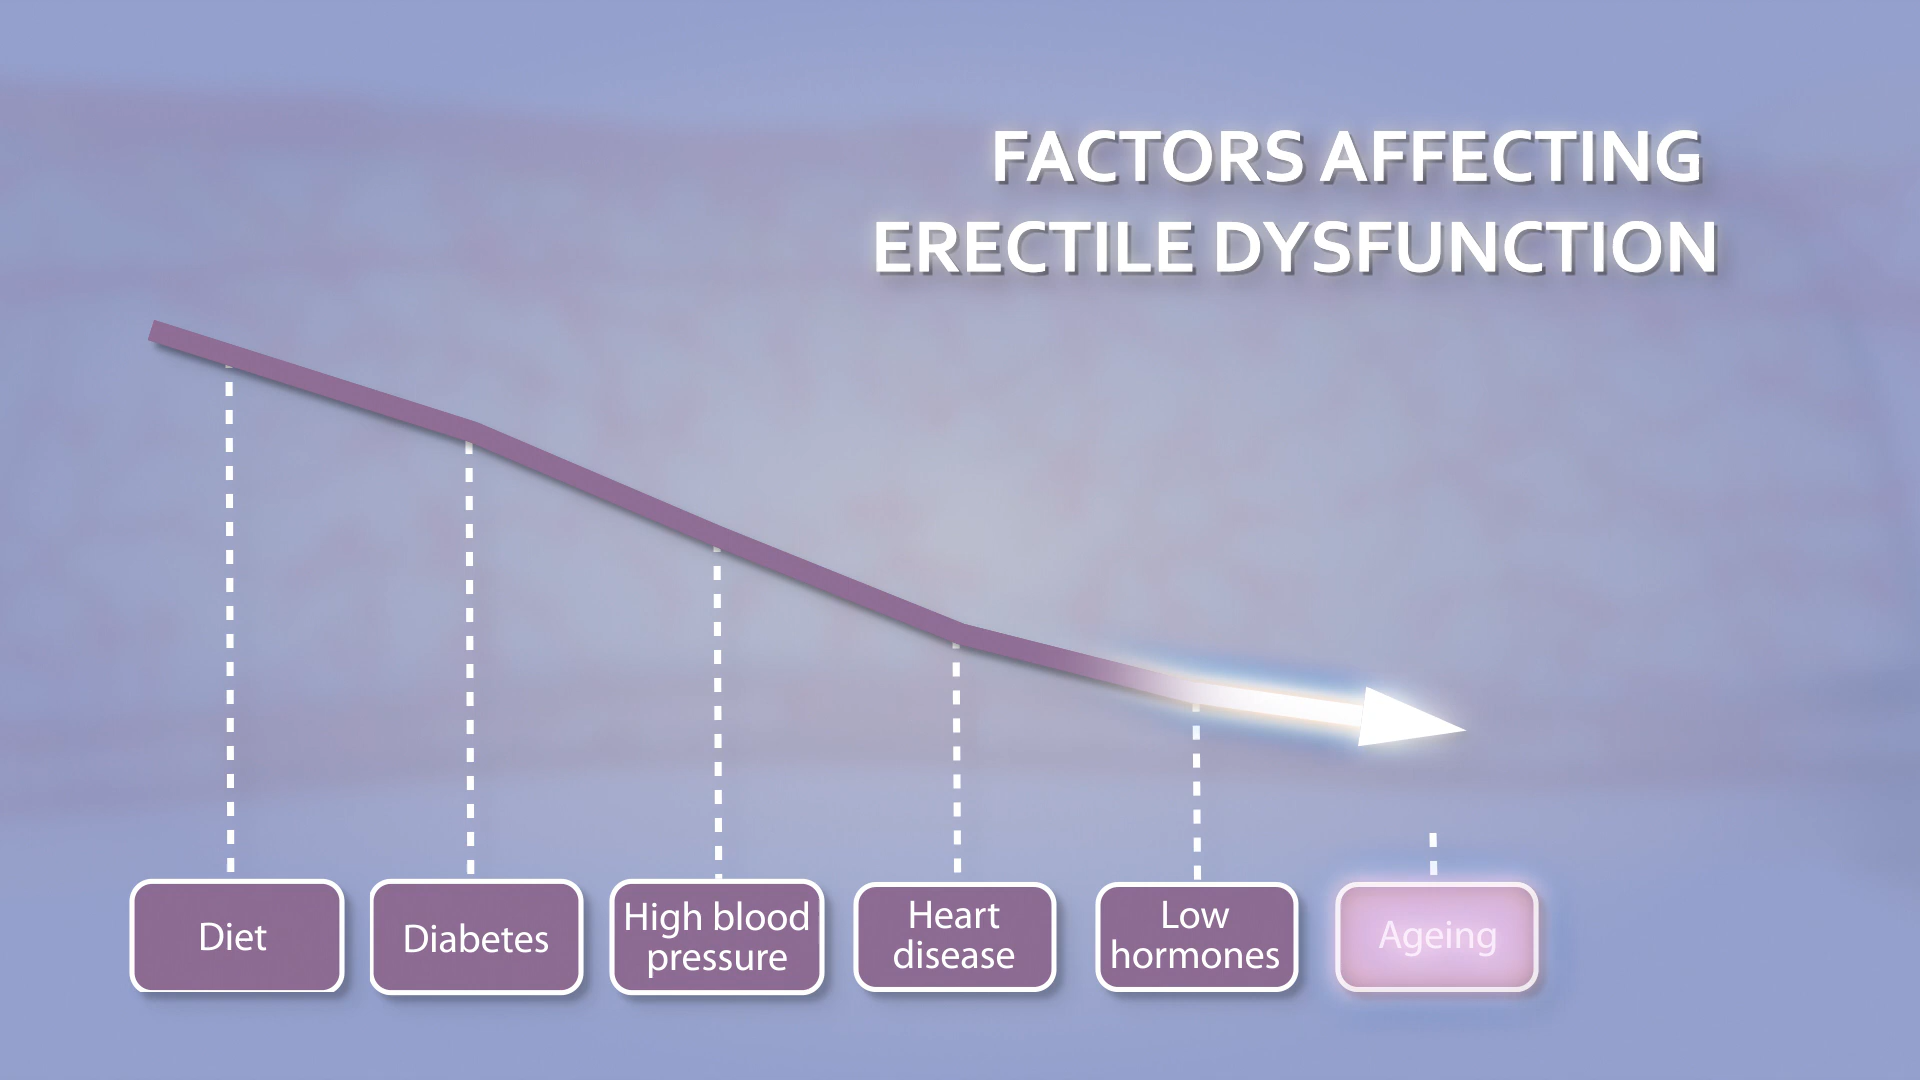 FACTORS AFFECTING
ERECTILE DYSFUNCTION
Diet
Diabetes
High blood
pressure
Heart
disease
Low
hormones
Ageing